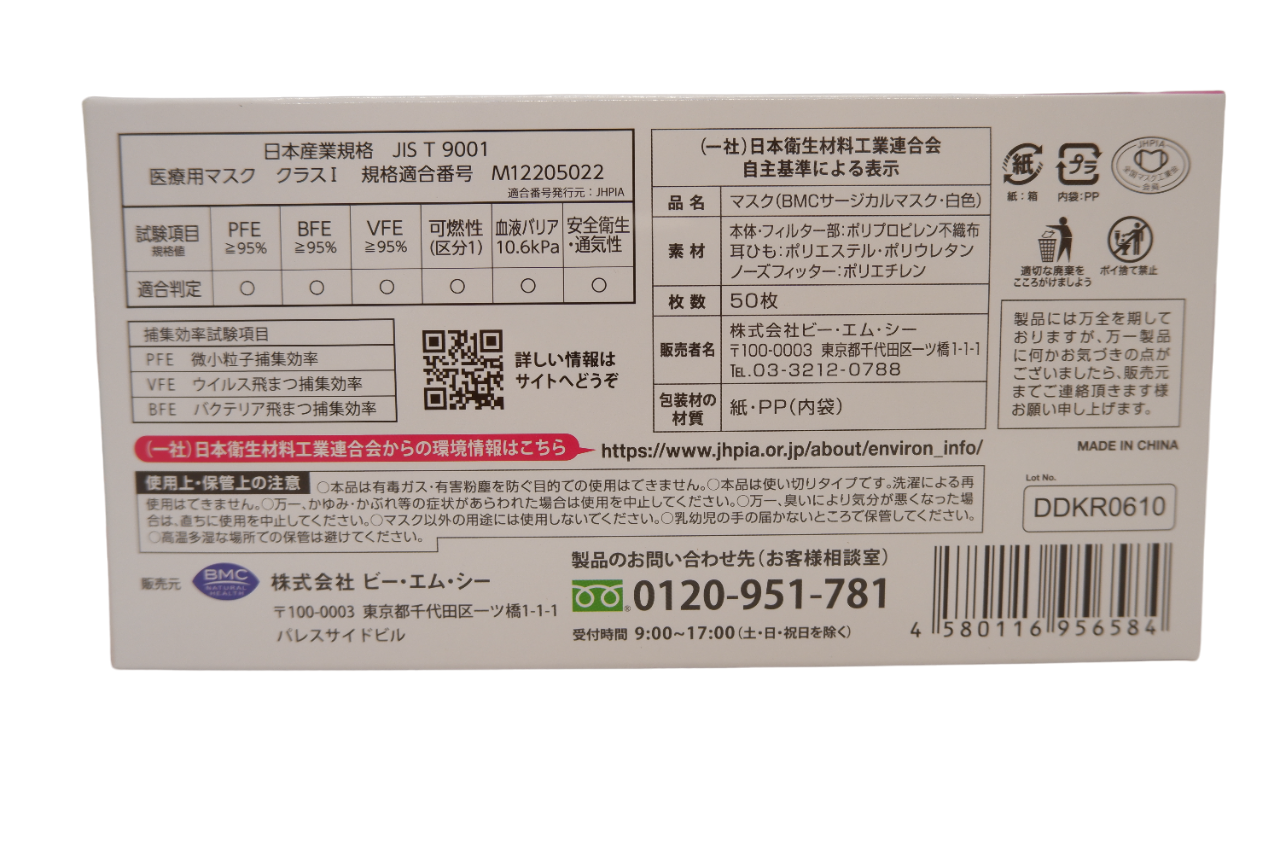 日本産業規格 JIS T 9001
医療用マスク クラスⅠ 規格適合番号 M12205022
適合番号発行元：JHPIA
試験項目 規格値 PFE ≧95% BFE ≧95% VFE ≧95% 可燃性（区分1） 血液バリア 10.6kPa 安全衛生・通気性
適合判定 ○ ○ ○ ○ ○ ○
捕集効率試験項目
PFE 微小粒子捕集効率
VFE ウイルス飛まつ捕集効率
BFE バクテリア飛まつ捕集効率
詳しい情報は
サイトへどうぞ
（一社）日本衛生材料工業連合会
自主基準による表示
品名 マスク（BMCサージカルマスク・白色）
素材 本体・フィルター部：ポリプロピレン不織布
耳ひも：ポリエステル・ポリウレタン
ノーズフィッター：ポリエチレン
枚数 50枚
販売者名 株式会社ビー・エム・シー
〒100-0003 東京都千代田区一ツ橋1-1-1
TEL.03-3212-0788
包装材の材質 紙・PP（内袋）
紙 プラ JHPIA 全国マスク工業会 会員
紙：箱 内袋：PP
適切な廃棄を
こころがけましょう
ポイ捨て禁止
製品には万全を期して
おりますが、万一製品
に何かお気づきの点が
ございましたら、販売元
までご連絡頂きます様
お願い申し上げます。
（一社）日本衛生材料工業連合会からの環境情報はこちら https://www.jhpia.or.jp/about/environ_info/
MADE IN CHINA
使用上・保管上の注意 ○本品は有毒ガス・有害粉塵を防ぐ目的での使用はできません。○本品は使い切りタイプです。洗濯による再
使用はできません。○万一、かゆみ・かぶれ等の症状があらわれた場合は使用を中止してください。○万一、臭いにより気分が悪くなった場
合は、直ちに使用を中止してください。○マスク以外の用途には使用しないでください。○乳幼児の手の届かないところで保管してください。
○高温多湿な場所での保管は避けてください。
Lot No.
DDKR0610
販売元 BMC NATURAL HEALTH 株式会社 ビー・エム・シー
〒100-0003 東京都千代田区一ツ橋1-1-1
パレスサイドビル
製品のお問い合わせ先（お客様相談室）
0120-951-781
受付時間 9:00~17:00（土・日・祝日を除く）
4 580116 956584